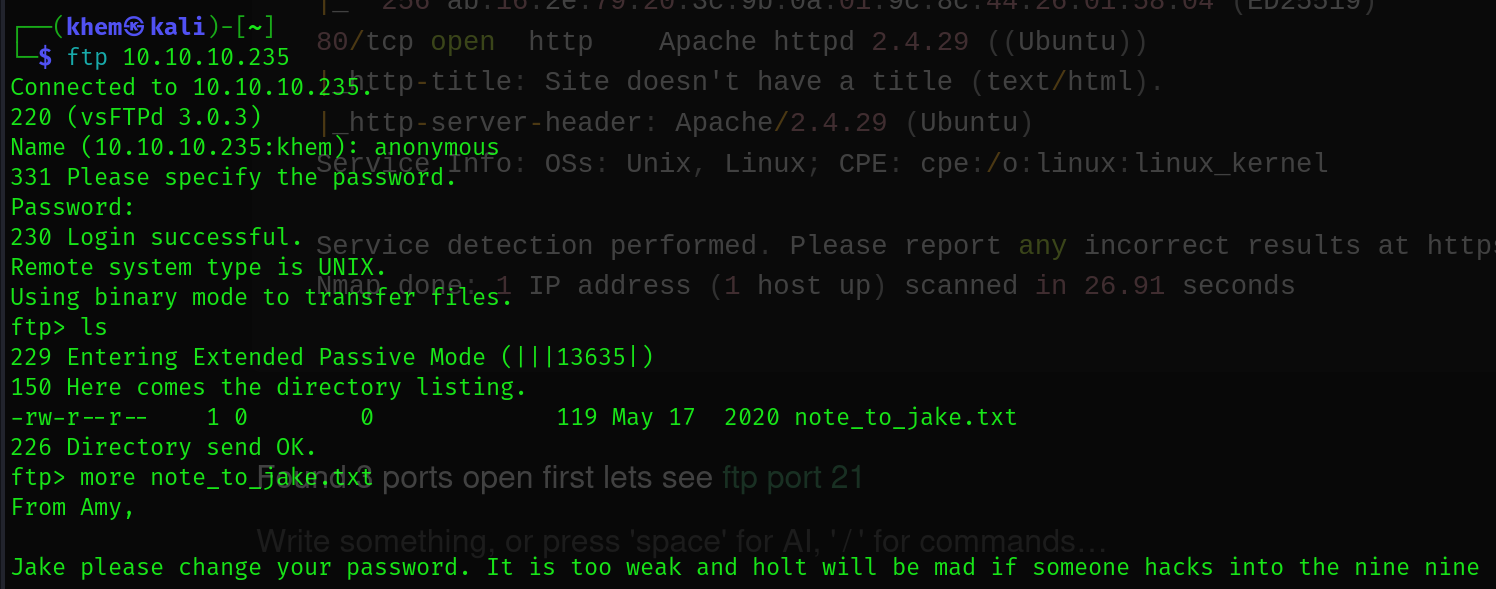 |_  256 ab:16:2e:79:20:3c:9b:0a:01:9c:8c:44:26:01:58:04 (ED25519)
┌──(khem㉿kali)-[~]
80/tcp open  http    Apache httpd 2.4.29 ((Ubuntu))
└─$ ftp 10.10.10.235
|_http-title: Site doesn't have a title (text/html).
Connected to 10.10.10.235.
220 (vsFTPd 3.0.3)
|_http-server-header: Apache/2.4.29 (Ubuntu)
Name (10.10.10.235:khem): anonymous
Service Info: OSs: Unix, Linux; CPE: cpe:/o:linux:linux_kernel
331 Please specify the password.
Password:
230 Login successful.
Service detection performed. Please report any incorrect results at https
Remote system type is UNIX.
Nmap done: 1 IP address (1 host up) scanned in 26.91 seconds
Using binary mode to transfer files.
ftp> ls
229 Entering Extended Passive Mode (|||13635|)
150 Here comes the directory listing.
-rw-r--r--    1 0        0             119 May 17  2020 note_to_jake.txt
226 Directory send OK.
ftp> more note_to_jake.txt
Found 3 ports open first lets see ftp port 21
From Amy,
Write something, or press 'space' for AI, '/' for commands…
Jake please change your password. It is too weak and holt will be mad if someone hacks into the nine nine